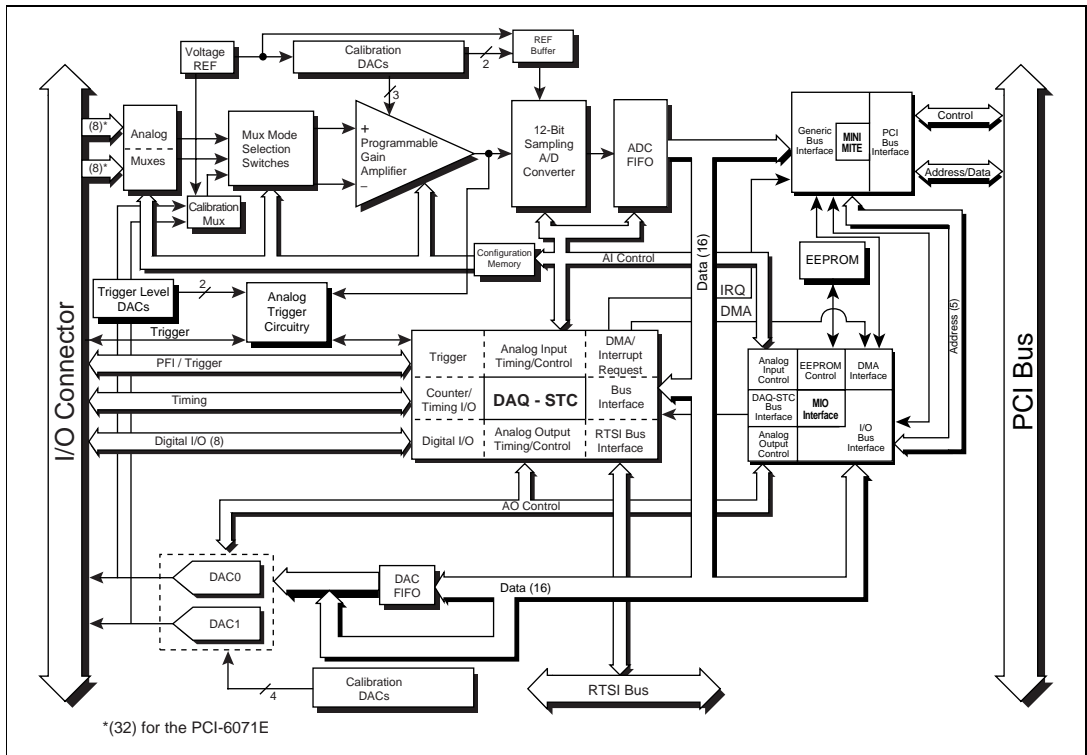 Voltage
REF
Calibration
DACs
2
REF
Buffer
3
(8)*
(8)*
Analog
Muxes
Mux Mode
Selection
Switches
+
Programmable
Gain
Amplifier
−
12-Bit
Sampling
A/D
Converter
ADC
FIFO
Generic
Bus
Interface
MINI
MITE
PCI
Bus
Interface
Control
Address/Data
Calibration
Mux
Configuration
Memory
AI Control
Data (16)
IRQ
DMA
EEPROM
Address (5)
Trigger Level
DACs
2
Analog
Trigger
Circuitry
Trigger
PFI / Trigger
Timing
Digital I/O (8)
I/O Connector
PCI Bus
Trigger
Analog Input
Timing/Control
DMA/
Interrupt
Request
Counter/
Timing I/O
DAQ - STC
Bus
Interface
Digital I/O
Analog Output
Timing/Control
RTSI Bus
Interface
Analog
Input
Control
EEPROM
Control
DMA
Interface
DAQ-STC
Bus
Interface
MIO
Interface
Analog
Output
Control
I/O
Bus
Interface
AO Control
DAC0
DAC1
DAC
FIFO
Data (16)
4
Calibration
DACs
RTSI Bus
*(32) for the PCI-6071E